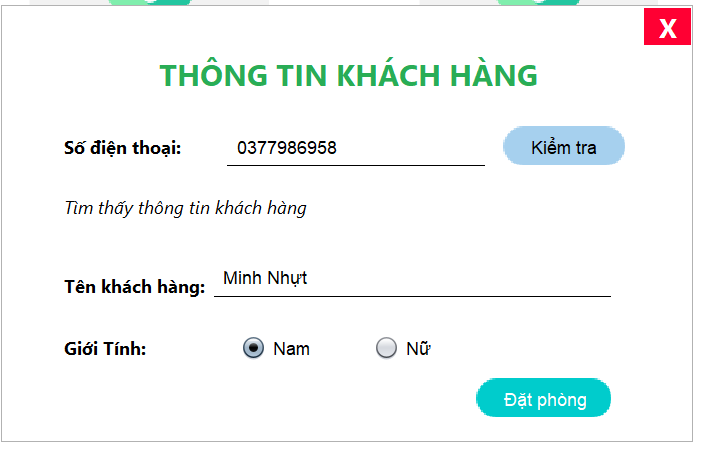 X
THÔNG TIN KHÁCH HÀNG
Số điện thoại: 0377986958 Kiểm tra
Tìm thấy thông tin khách hàng
Tên khách hàng: Minh Nhựt
Giới Tính: Nam Nữ
Đặt phòng